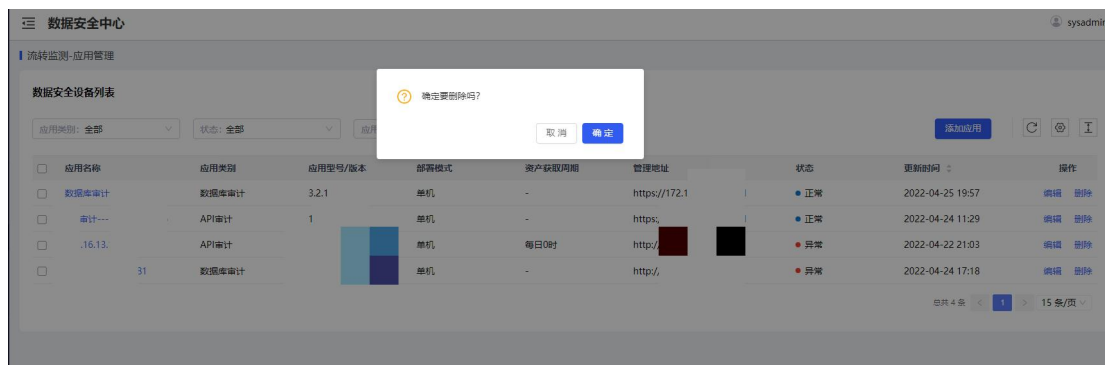 数据安全中心
sysadmin
流转监测-应用管理
数据安全设备列表
确定要删除吗?
取 消
确 定
应用类别: 全部
状态: 全部
应用
添加应用
应用名称 应用类别 应用型号/版本 部署模式 资产获取周期 管理地址 状态 更新时间 操作
数据库审计 数据库审计 3.2.1 单机 - https://172.1 正常 2022-04-25 19:57 编辑 删除
审计--- API审计 1 单机 - https:, 正常 2022-04-24 11:29 编辑 删除
.16.13. API审计 单机 每日0时 http:/, 异常 2022-04-22 21:03 编辑 删除
31 数据库审计 单机 - http:/, 异常 2022-04-24 17:18 编辑 删除
总共 4 条 < 1 > 15 条/页